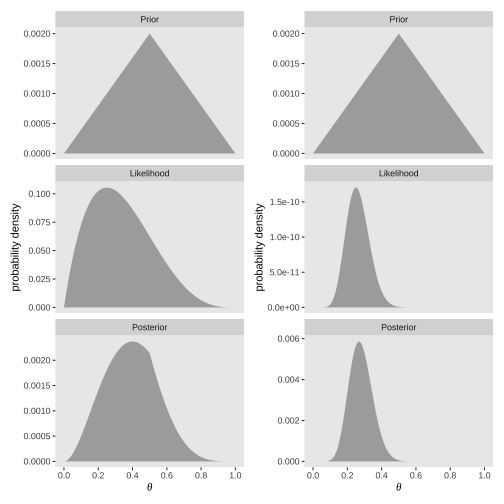 Prior
0.0020
0.0015
0.0010
0.0005
0.0000
Prior
0.0020
0.0015
0.0010
0.0005
0.0000
Likelihood
0.100
0.075
0.050
0.025
0.000
probability density
Likelihood
1.5e-10
1.0e-10
5.0e-11
0.0e+00
probability density
Posterior
0.0020
0.0015
0.0010
0.0005
0.0000
0.0 0.2 0.4 0.6 0.8 1.0
θ
Posterior
0.006
0.004
0.002
0.000
0.0 0.2 0.4 0.6 0.8 1.0
θ